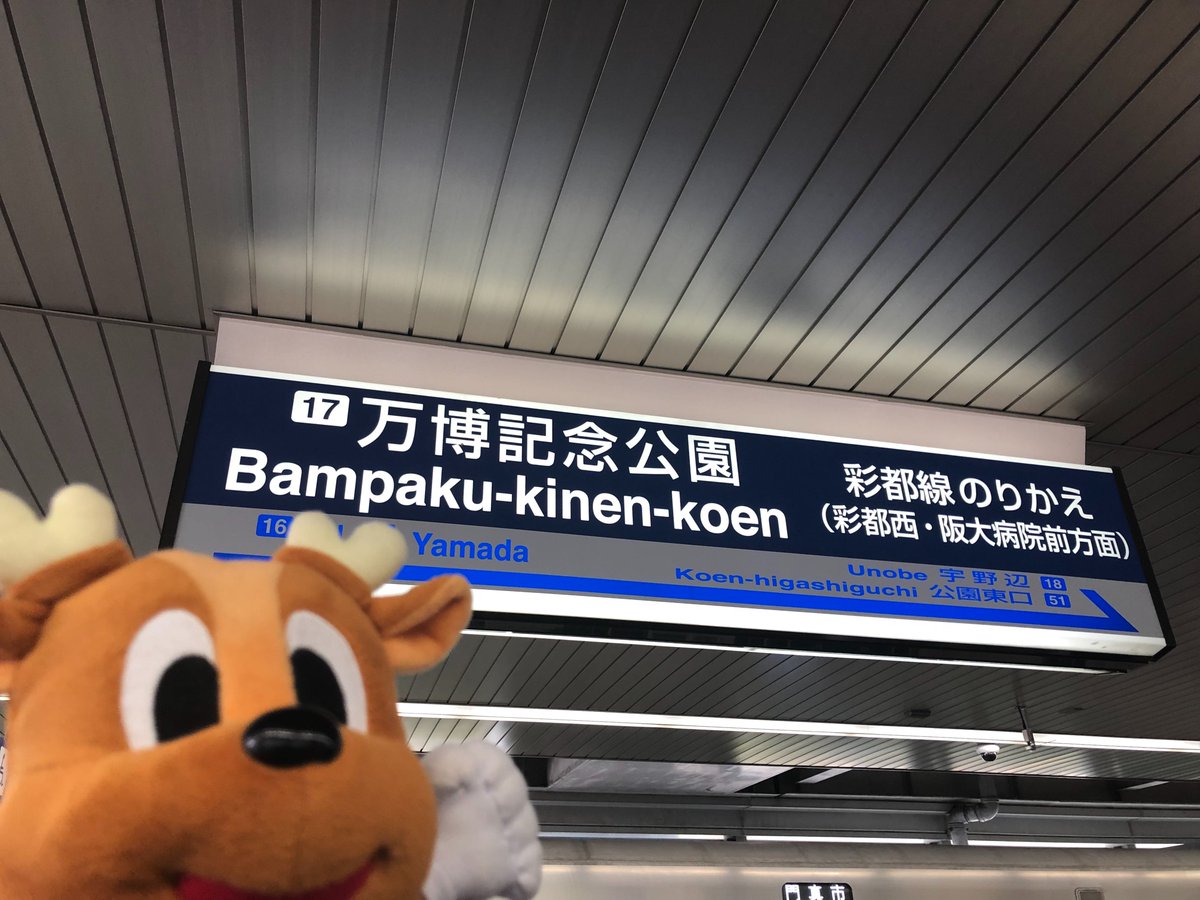 17 万博記念公園
Bampaku-kinen-koen
彩都線のりかえ
(彩都西・阪大病院前方面)
16
Yamada
Unobe 宇野辺 18
Koen-higashiguchi 公園東口 51
門真市